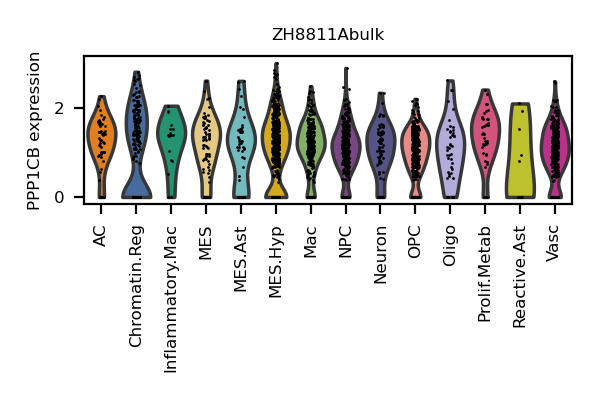 ZH8811Abulk
PPP1CB expression
2
0
AC
Chromatin.Reg
Inflammatory.Mac
MES
MES.Ast
MES.Hyp
Mac
NPC
Neuron
OPC
Oligo
Prolif.Metab
Reactive.Ast
Vasc